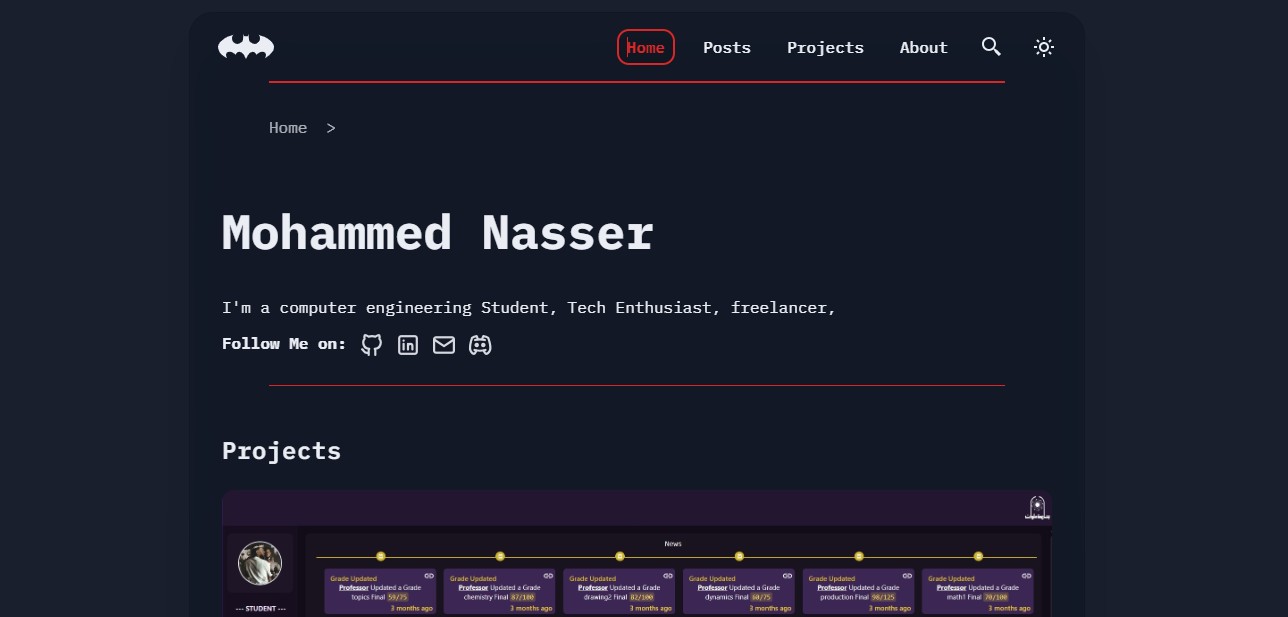 Home Posts Projects About
Home >
Mohammed Nasser
I'm a computer engineering Student, Tech Enthusiast, freelancer,
Follow Me on:
Projects
News
Grade Updated
Professor Updated a Grade
topics Final 59/75
3 months ago
Grade Updated
Professor Updated a Grade
chemistry Final 87/100
3 months ago
Grade Updated
Professor Updated a Grade
drawing2 Final 82/100
3 months ago
Grade Updated
Professor Updated a Grade
dynamics Final 60/75
3 months ago
Grade Updated
Professor Updated a Grade
production Final 98/125
3 months ago
Grade Updated
Professor Updated a Grade
math1 Final 70/100
3 months ago
--- STUDENT ---